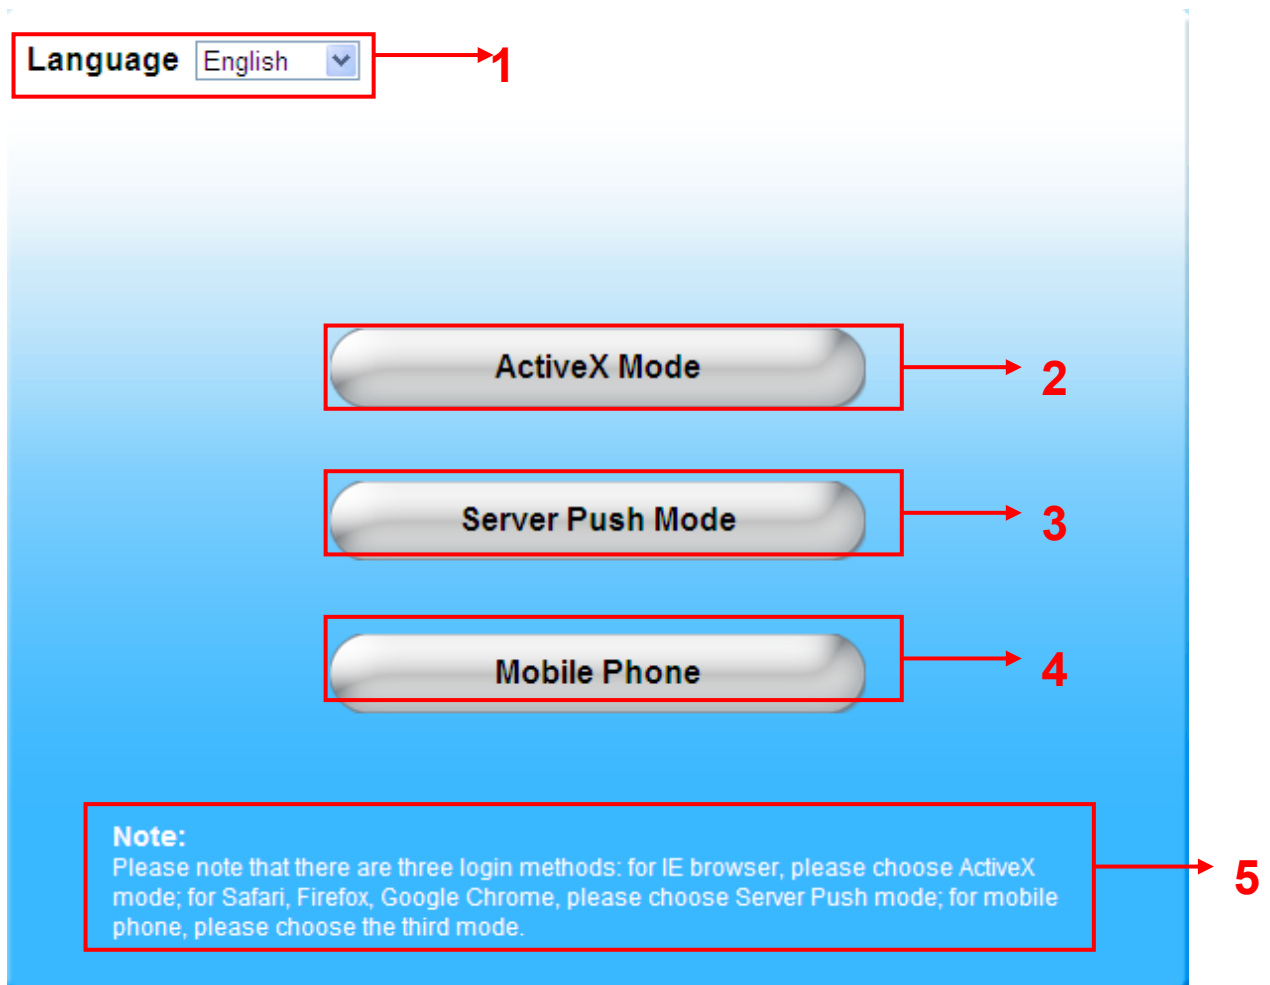 Language English 1
ActiveX Mode 2
Server Push Mode 3
Mobile Phone 4
Note:
Please note that there are three login methods: for IE browser, please choose ActiveX
mode; for Safari, Firefox, Google Chrome, please choose Server Push mode; for mobile
phone, please choose the third mode.
5